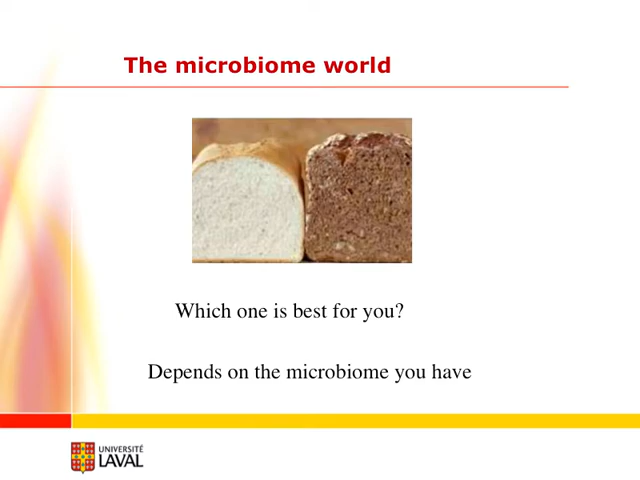 The microbiome world
Which one is best for you?
Depends on the microbiome you have
UNIVERSITÉ
LAVAL